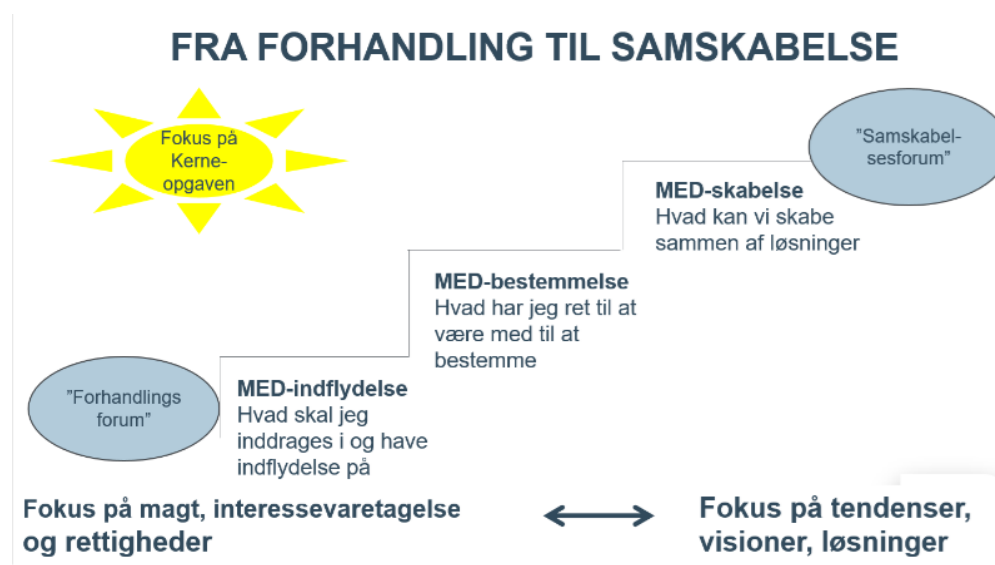 FRA FORHANDLING TIL SAMSKABELSE
Fokus på
Kerne-
opgaven
"Samskabel-
sesforum"
MED-skabelse
Hvad kan vi skabe
sammen af løsninger
MED-bestemmelse
Hvad har jeg ret til at
være med til at
bestemme
"Forhandlings
forum"
MED-indflydelse
Hvad skal jeg
inddrages i og have
indflydelse på
Fokus på magt, interessevaretagelse
og rettigheder
Fokus på tendenser,
visioner, løsninger